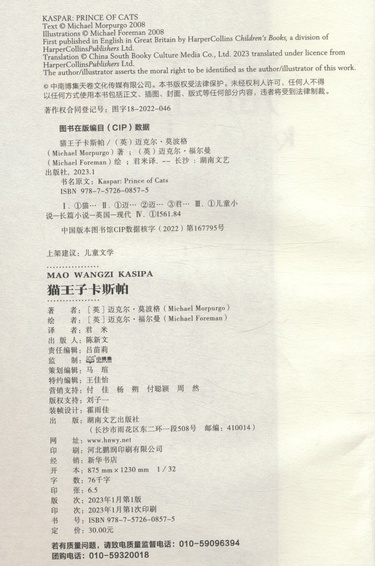 KASPAR: PRINCE OF CATS
Text © Michael Morpurgo 2008
Illustrations © Michael Foreman 2008
First published in English in Great Britain by HarperCollins Children's Books, a division of
HarperCollinsPublishers Ltd.
Translation © China South Booky Culture Media Co., Ltd. 2023 translated under licence from
HarperCollinsPublishers Ltd.
The author/illustrator asserts the moral right to be identified as the author/illustrator of this work.
© 中南博集天卷文化传媒有限公司。本书版权受法律保护。未经权利人许可，任何人不得
以任何方式使用本书包括正文、插图、封面、版式等任何部分内容，违者将受到法律制裁。
著作权合同登记号：图字18-2022-046
图书在版编目（CIP）数据
猫王子卡斯帕 /（英）迈克尔·莫波格
（Michael Morpurgo）著；（英）迈克尔·福尔曼
（Michael Foreman）绘；君米译. -- 长沙：湖南文艺
出版社，2023.1
书名原文：Kaspar: Prince of Cats
ISBN 978-7-5726-0857-5
Ⅰ．①猫… Ⅱ．①迈… ②迈… ③君… Ⅲ．①儿童小
说－长篇小说－英国－现代 Ⅳ．①I561.84
中国版本图书馆CIP数据核字（2022）第167795号
上架建议：儿童文学
MAO WANGZI KASIPA
猫王子卡斯帕
著者：［英］迈克尔·莫波格（Michael Morpurgo）
绘者：［英］迈克尔·福尔曼（Michael Foreman）
译者：君米
出版人：陈新文
责任编辑：吕苗莉
监制：小博集
策划编辑：马瑄
特约编辑：王佳怡
营销支持：付佳 杨朔 付聪颖 周然
版权支持：刘子一
装帧设计：霍雨佳
出版：湖南文艺出版社
（长沙市雨花区东二环一段508号 邮编：410014）
网址：www.hnwy.net
印刷：河北鹏润印刷有限公司
经销：新华书店
开本：875 mm×1230 mm 1/32
字数：76千字
印张：6.5
版次：2023年1月第1版
印次：2023年1月第1次印刷
书号：ISBN 978-7-5726-0857-5
定价：30.00元
若有质量问题，请致电质量监督电话：010-59096394
团购电话：010-59320018